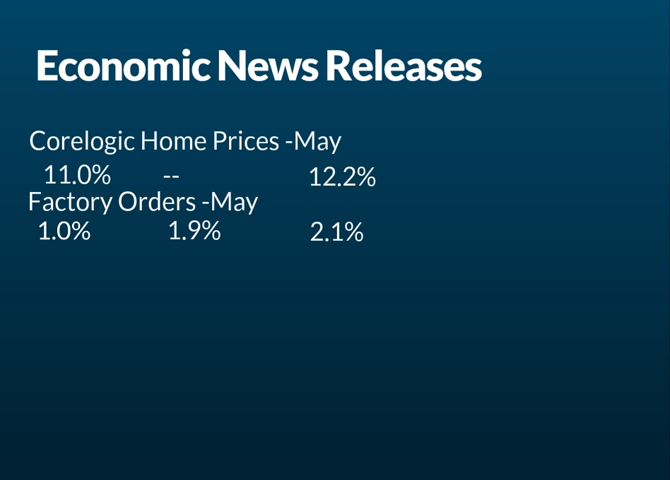 Economic News Releases
Corelogic Home Prices -May
11.0% -- 12.2%
Factory Orders -May
1.0% 1.9% 2.1%